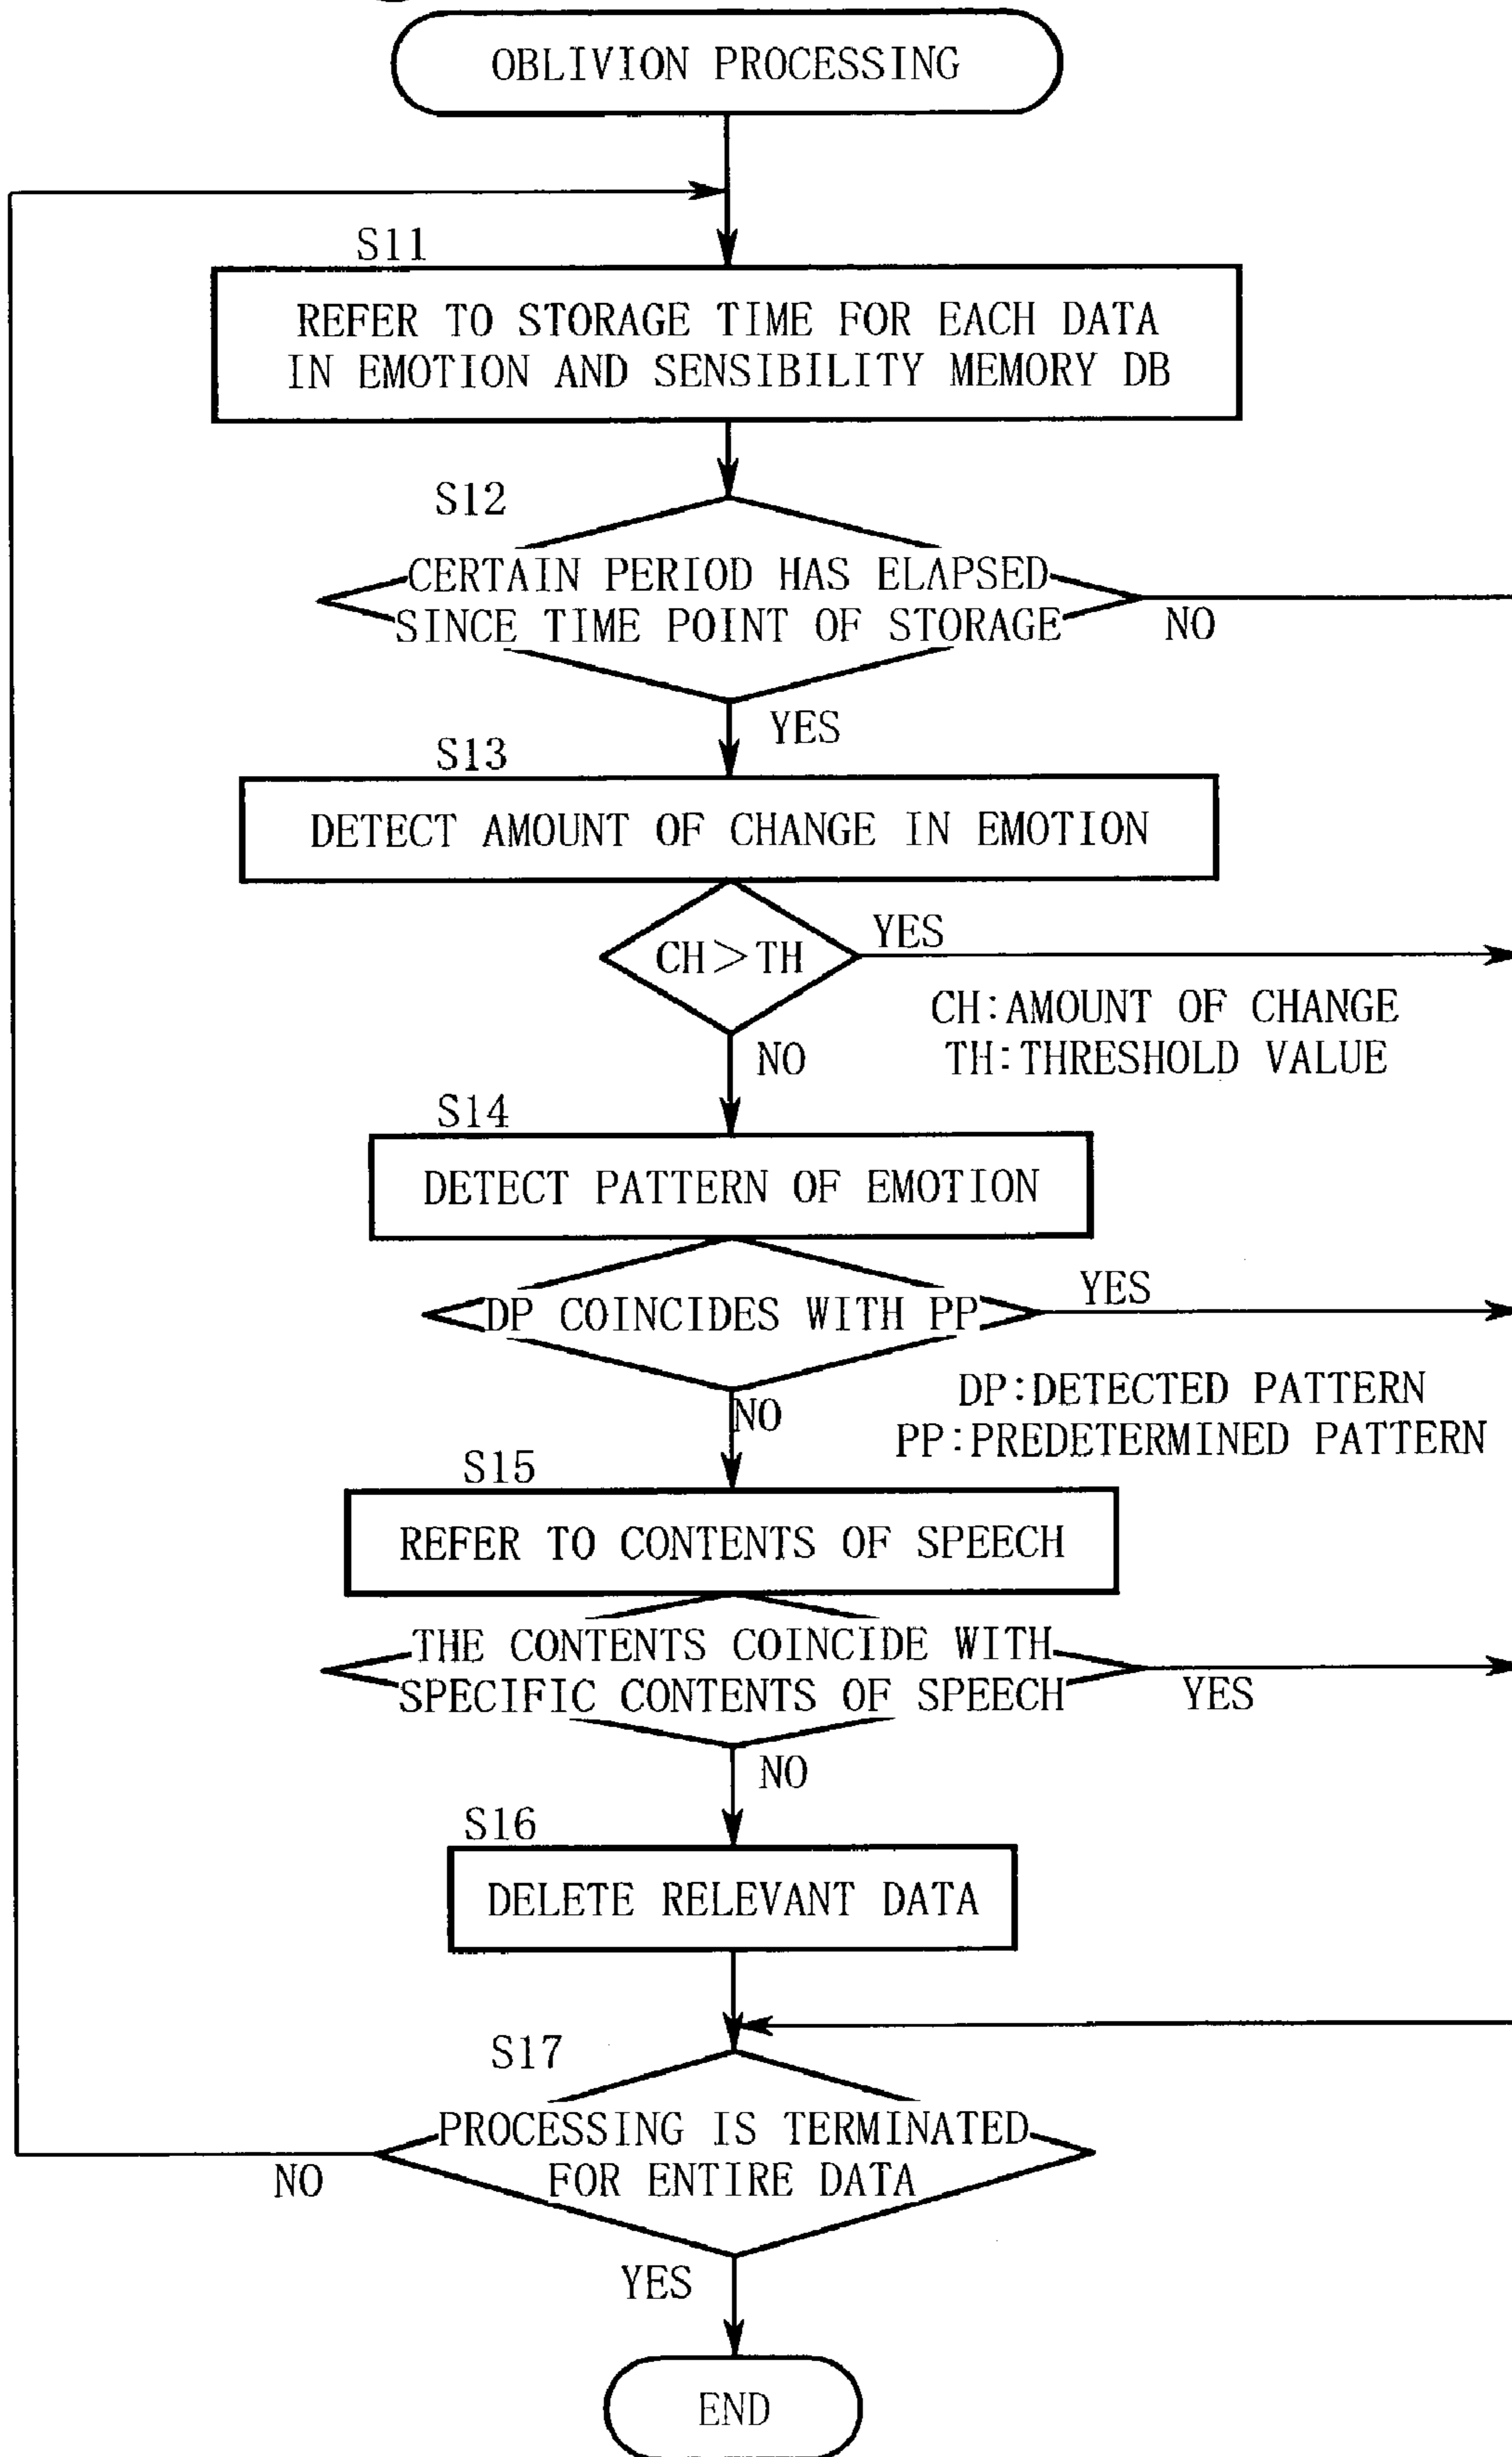 OBLIVION PROCESSING
S11
REFER TO STORAGE TIME FOR EACH DATA
IN EMOTION AND SENSIBILITY MEMORY DB
S12
CERTAIN PERIOD HAS ELAPSED
SINCE TIME POINT OF STORAGE
NO
YES
S13
DETECT AMOUNT OF CHANGE IN EMOTION
CH>TH
YES
CH:AMOUNT OF CHANGE
TH:THRESHOLD VALUE
NO
S14
DETECT PATTERN OF EMOTION
DP COINCIDES WITH PP
YES
DP:DETECTED PATTERN
PP:PREDETERMINED PATTERN
NO
S15
REFER TO CONTENTS OF SPEECH
THE CONTENTS COINCIDE WITH
SPECIFIC CONTENTS OF SPEECH
YES
NO
S16
DELETE RELEVANT DATA
S17
PROCESSING IS TERMINATED
FOR ENTIRE DATA
NO
YES
END